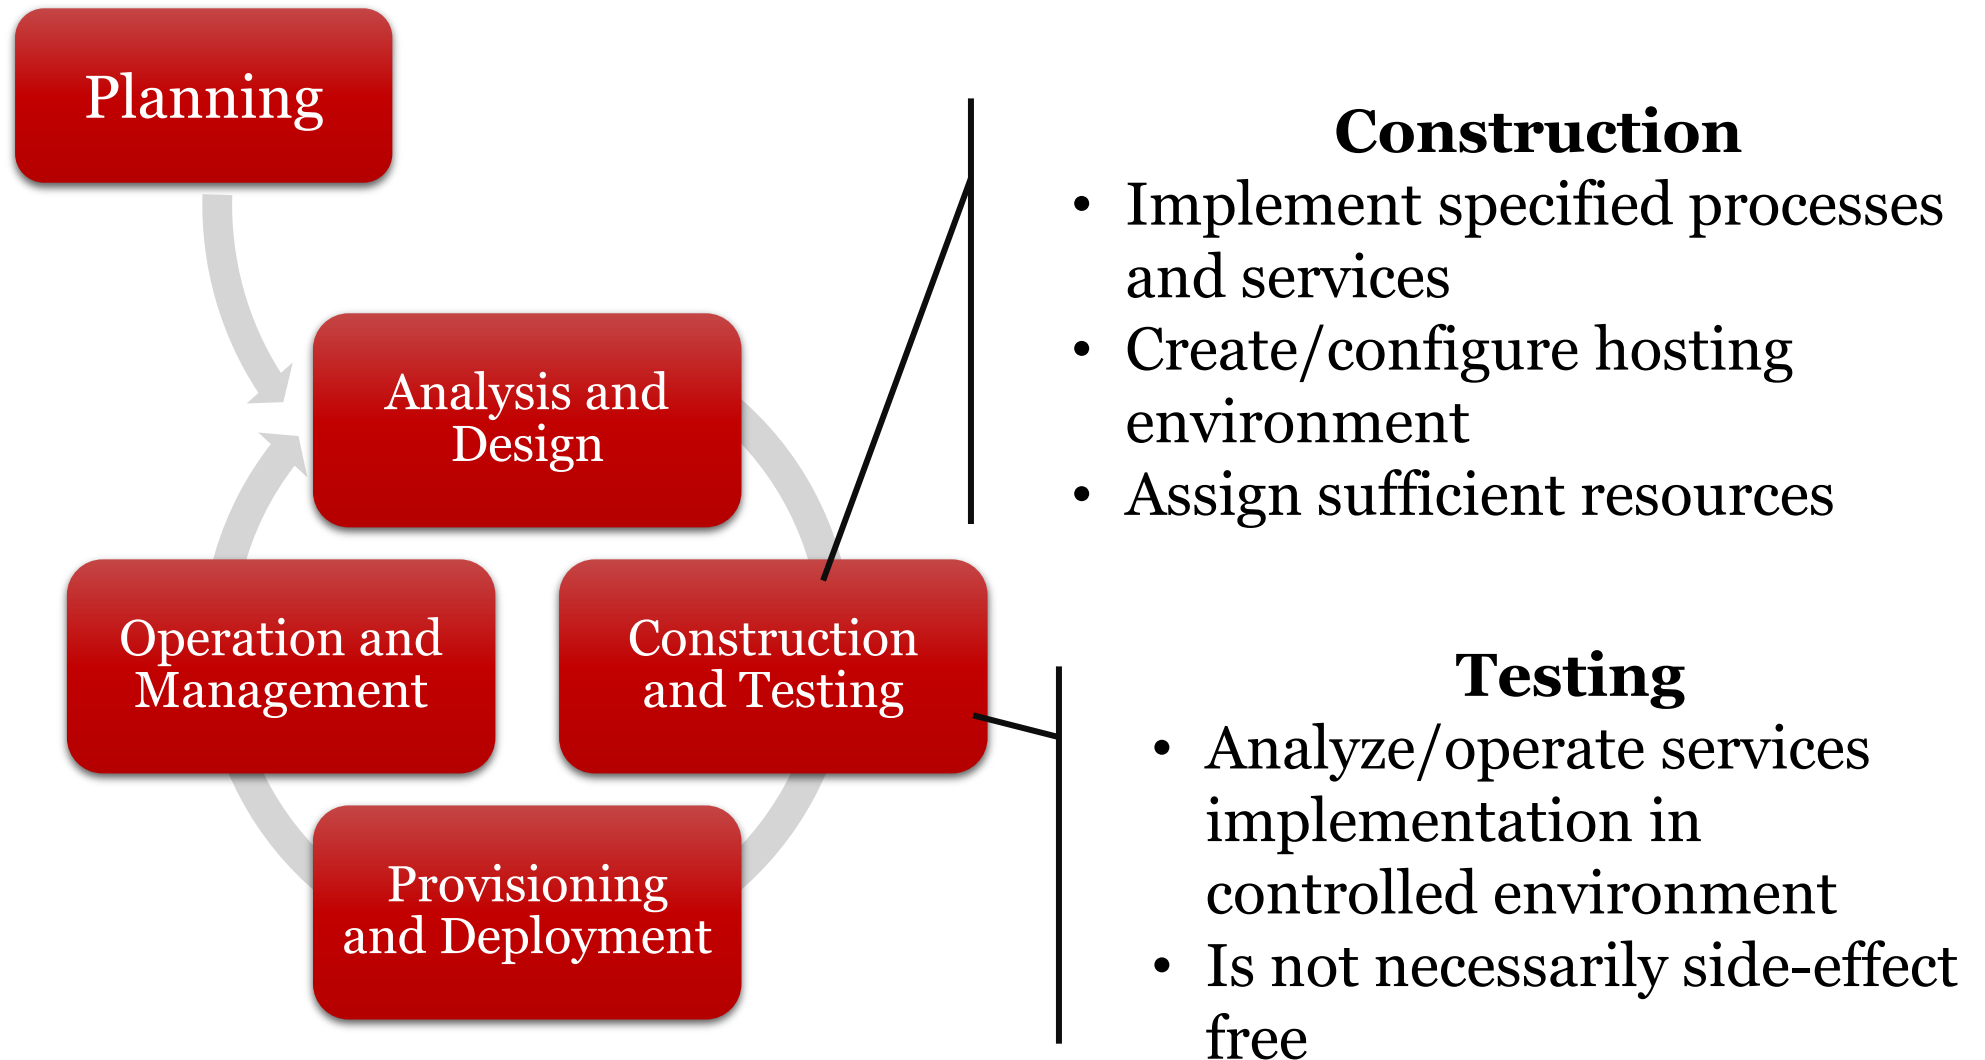 Planning
Analysis and
Design
Operation and
Management
Construction
and Testing
Provisioning
and Deployment
Construction
• Implement specified processes
and services
• Create/configure hosting
environment
• Assign sufficient resources
Testing
• Analyze/operate services
implementation in
controlled environment
• Is not necessarily side-effect
free